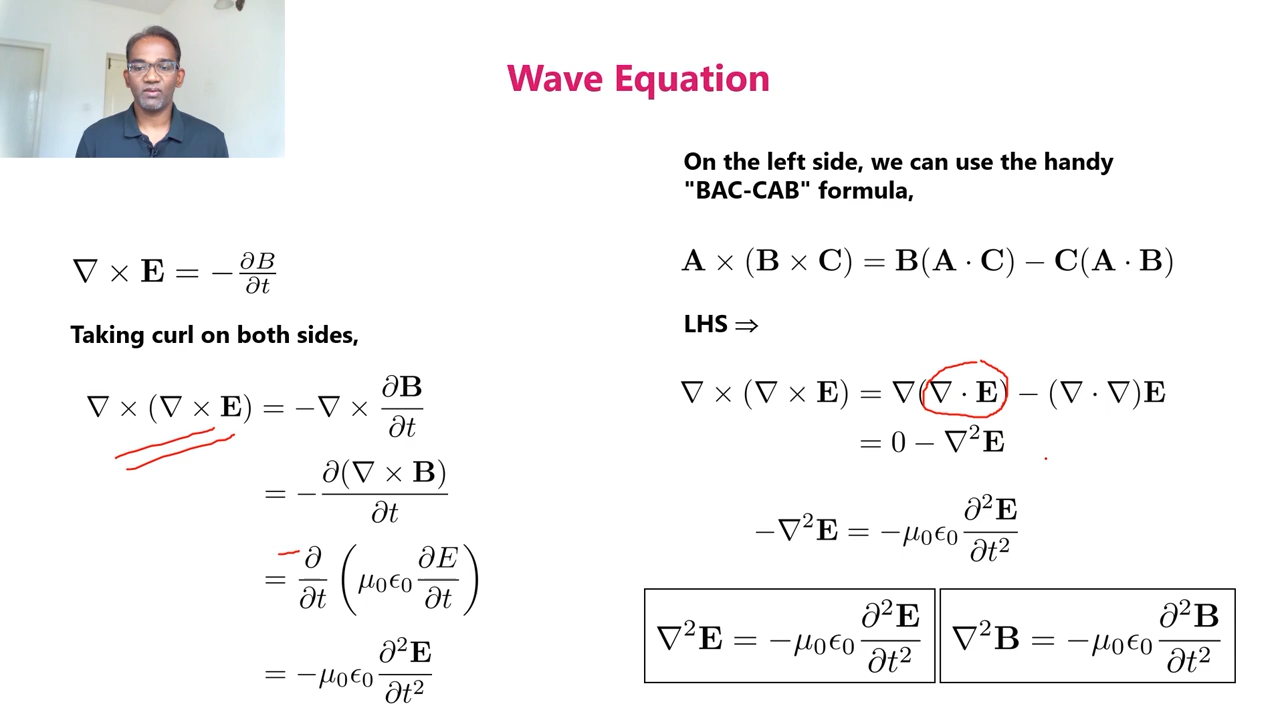 Wave Equation
∇ × E = −∂B/∂t
Taking curl on both sides,
∇ × (∇ × E) = −∇ × ∂B/∂t
= −∂(∇ × B)/∂t
= ∂/∂t (μ₀ϵ₀ ∂E/∂t)
= −μ₀ϵ₀ ∂²E/∂t²
On the left side, we can use the handy
"BAC-CAB" formula,
A × (B × C) = B(A · C) − C(A · B)
LHS ⇒
∇ × (∇ × E) = ∇(∇ · E) − (∇ · ∇)E
= 0 − ∇²E
−∇²E = −μ₀ϵ₀ ∂²E/∂t²
∇²E = −μ₀ϵ₀ ∂²E/∂t²
∇²B = −μ₀ϵ₀ ∂²B/∂t²